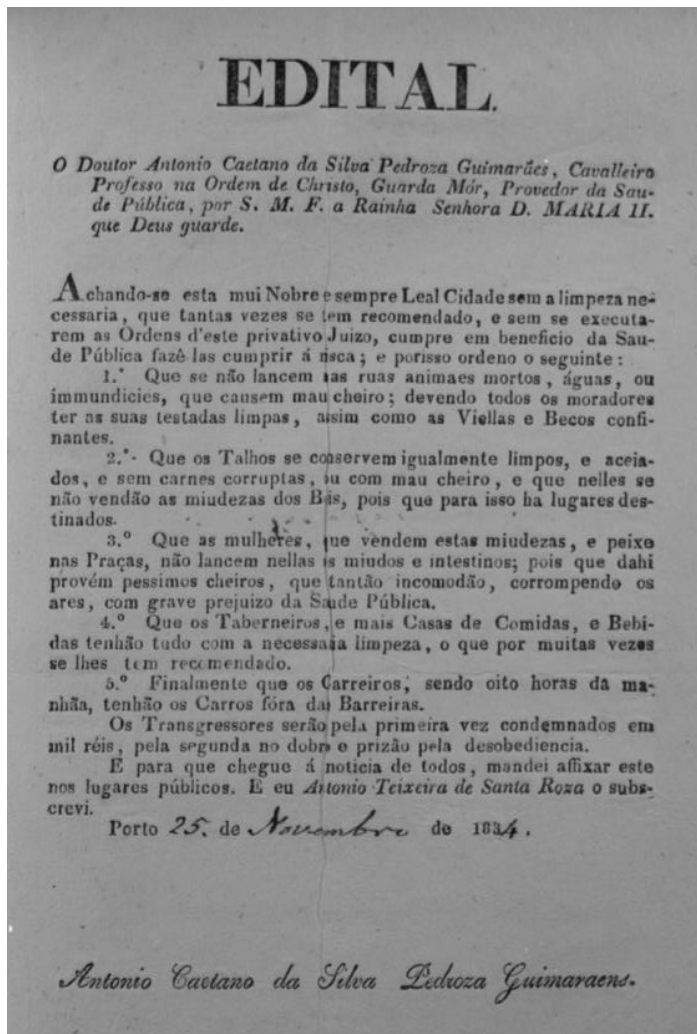 EDITAL.
O Doutor Antonio Caetano da Silva Pedroza Guimarães, Cavalleiro
Professo na Ordem de Christo, Guarda Mór, Provedor da Sau-
de Pública, por S. M. F. a Rainha Senhora D. MARIA II.
que Deus guarde.
Achando-se esta mui Nobre e sempre Leal Cidade sem a limpeza ne-
cessaria, que tantas vezes se tem recomendado, e sem se executa-
rem as Ordens d'este privativo Juizo, cumpre em beneficio da Sau-
de Pública fazê-las cumprir á risca; e porisso ordeno o seguinte:
1.° Que se não lancem nas ruas animaes mortos, águas, ou
immundicies, que causem mau cheiro; devendo todos os moradores
ter as suas testadas limpas, assim como as Viellas e Becos confi-
nantes.
2.° Que os Talhos se conservem igualmente limpos, e aceia-
dos, e sem carnes corruptas, ou com mau cheiro, e que nelles se
não vendão as miudezas dos Bois, pois que para isso ha lugares des-
tinados.
3.° Que as mulheres, que vendem estas miudezas, e peixe
nas Praças, não lancem nellas os miudos e intestinos; pois que dahi
provém pessimos cheiros, que tantão incomodão, corrompendo os
ares, com grave prejuizo da Saude Pública.
4.° Que os Taberneiros, e mais Casas de Comidas, e Bebi-
das tenhão tudo com a necessaria limpeza, o que por muitas vezes
se lhes tem recomendado.
5.° Finalmente que os Carreiros, sendo oito horas da ma-
nhãa, tenhão os Carros fóra das Barreiras.
Os Transgressores serão pela primeira vez condemnados em
mil réis, pela segunda no dobro e prizão pela desobediencia.
E para que chegue á noticia de todos, mandei affixar este
nos lugares públicos. E eu Antonio Teixeira de Santa Roza o subs-
crevi.
Porto 25. de Novembro de 1834.
Antonio Caetano da Silva Pedroza Guimaraens.